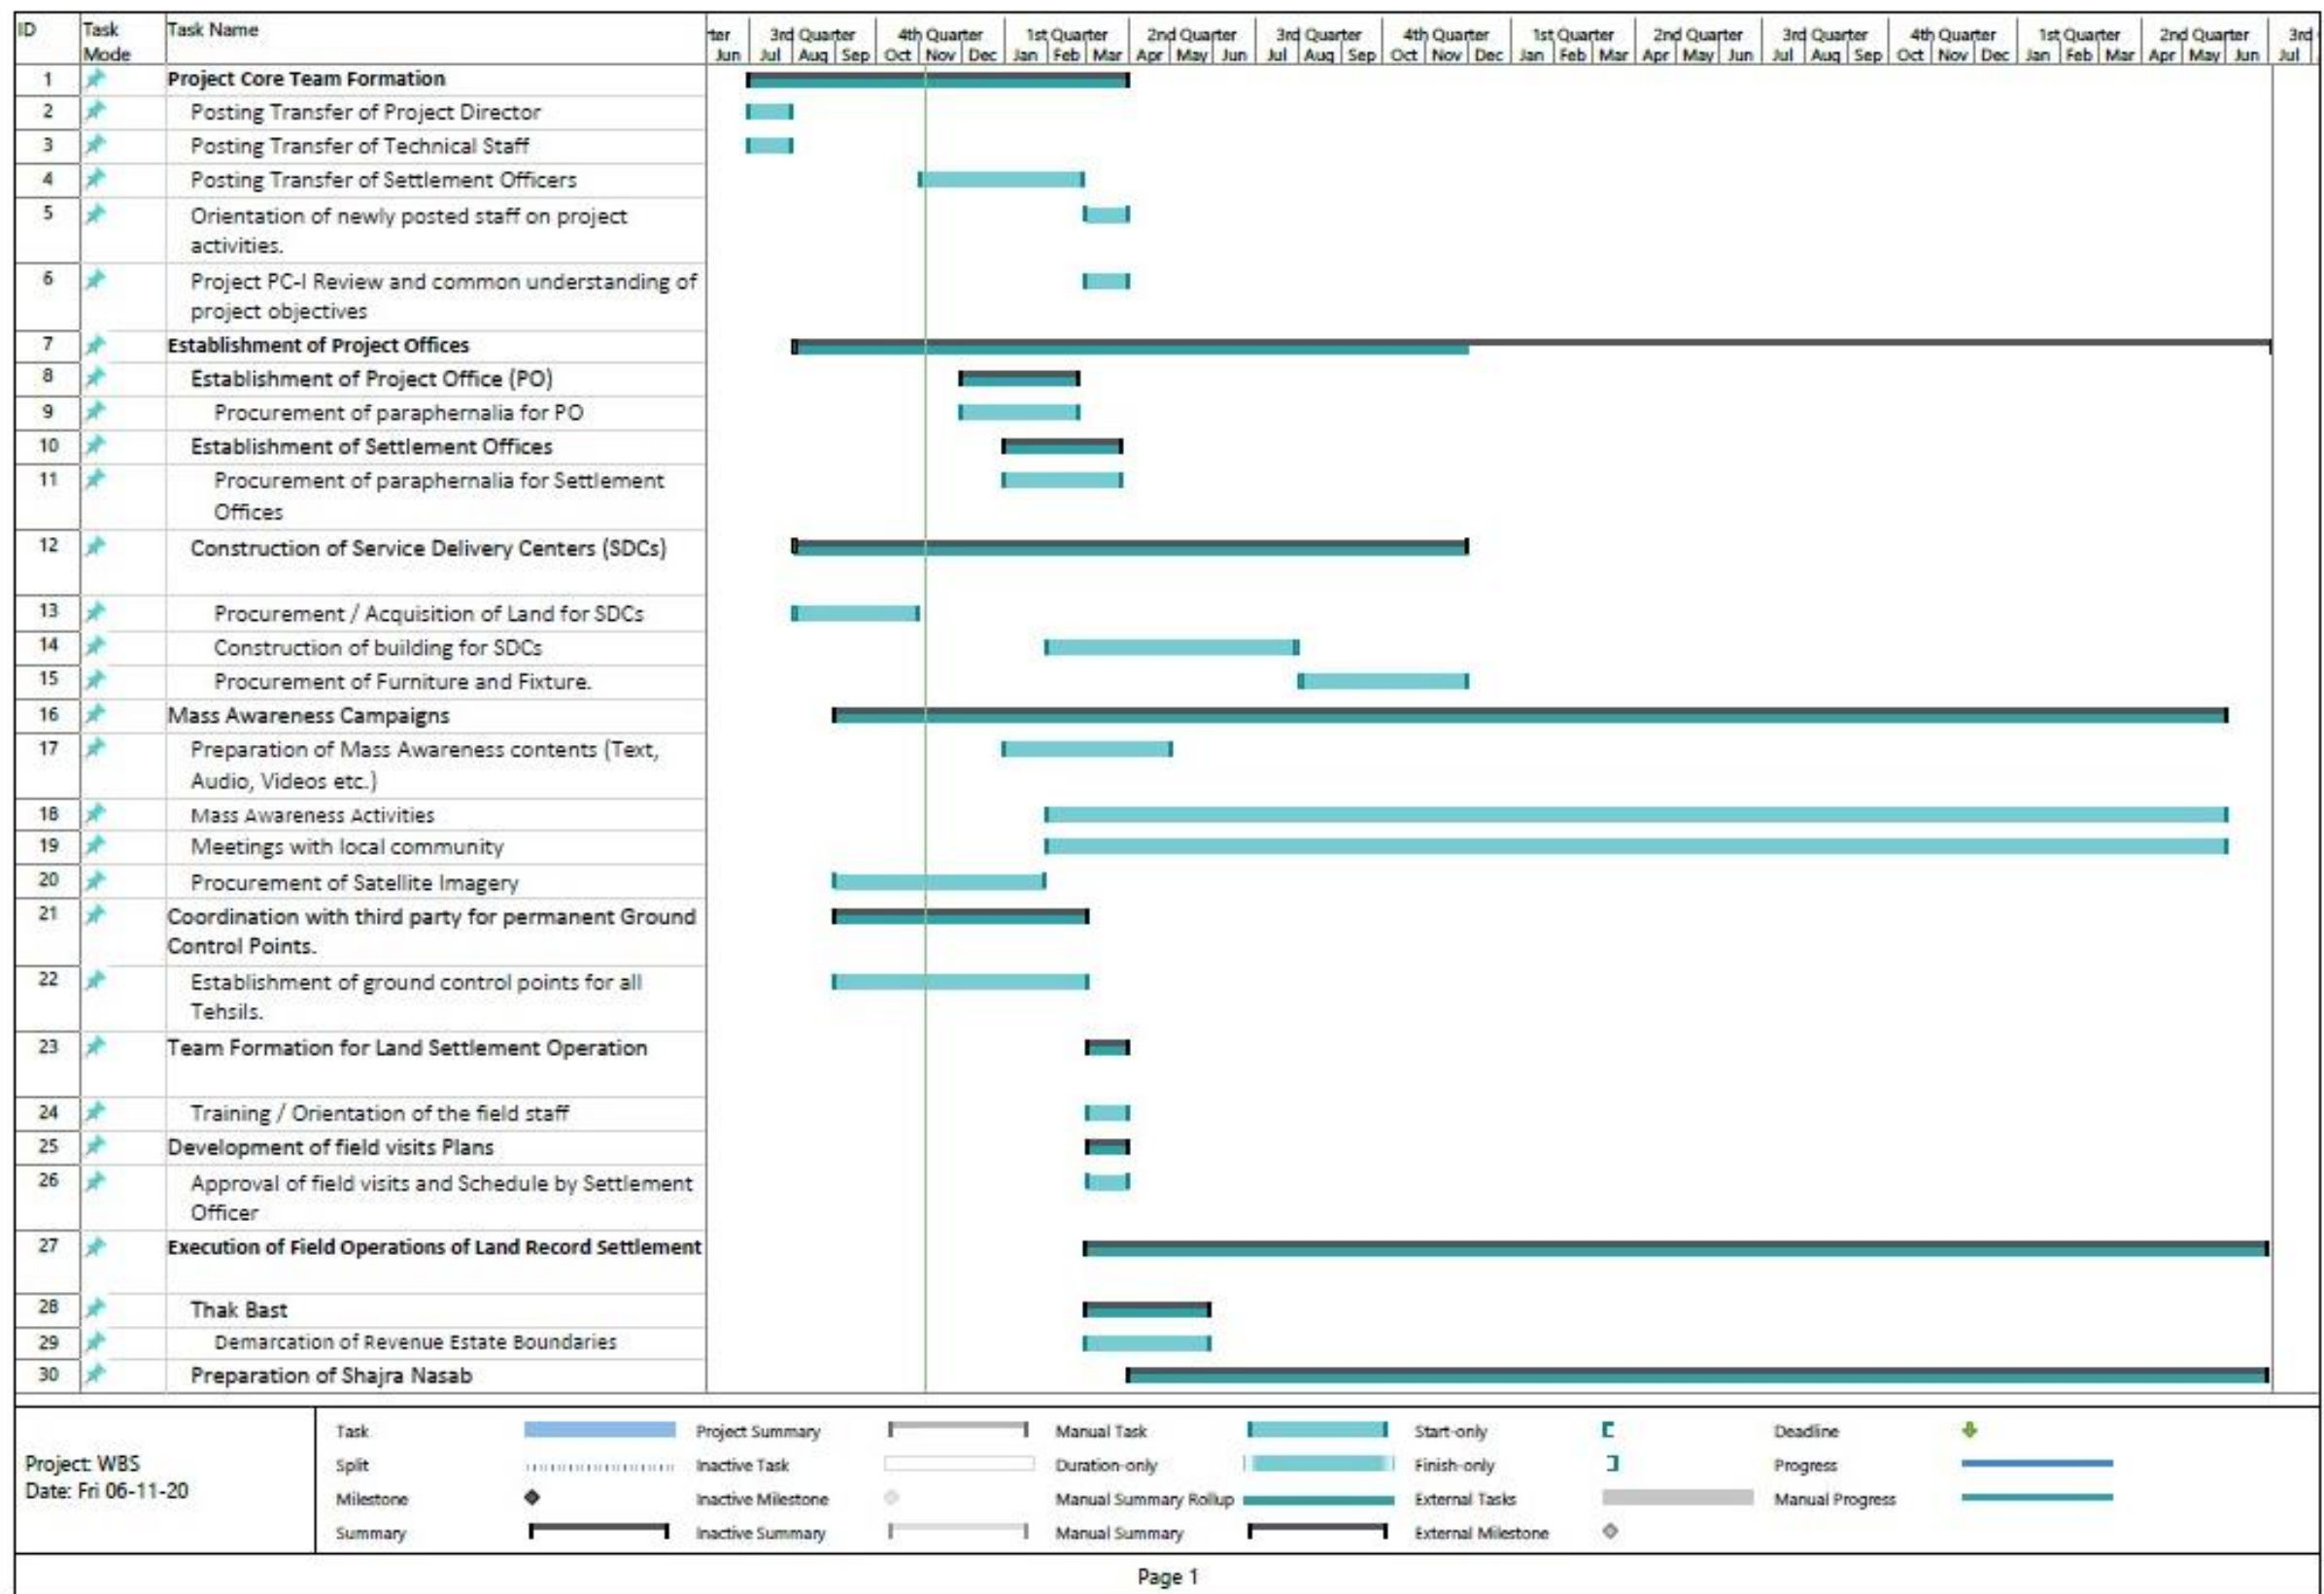 ID Task Mode Task Name
ter 3rd Quarter 4th Quarter 1st Quarter 2nd Quarter 3rd Quarter 4th Quarter 1st Quarter 2nd Quarter 3rd Quarter 4th Quarter 1st Quarter 2nd Quarter 3rd
Jun Jul Aug Sep Oct Nov Dec Jan Feb Mar Apr May Jun Jul Aug Sep Oct Nov Dec Jan Feb Mar Apr May Jun Jul Aug Sep Oct Nov Dec Jan Feb Mar Apr May Jun Jul
1 Project Core Team Formation
2 Posting Transfer of Project Director
3 Posting Transfer of Technical Staff
4 Posting Transfer of Settlement Officers
5 Orientation of newly posted staff on project
activities.
6 Project PC-I Review and common understanding of
project objectives
7 Establishment of Project Offices
8 Establishment of Project Office (PO)
9 Procurement of paraphernalia for PO
10 Establishment of Settlement Offices
11 Procurement of paraphernalia for Settlement
Offices
12 Construction of Service Delivery Centers (SDCs)
13 Procurement / Acquisition of Land for SDCs
14 Construction of building for SDCs
15 Procurement of Furniture and Fixture.
16 Mass Awareness Campaigns
17 Preparation of Mass Awareness contents (Text,
Audio, Videos etc.)
18 Mass Awareness Activities
19 Meetings with local community
20 Procurement of Satellite Imagery
21 Coordination with third party for permanent Ground
Control Points.
22 Establishment of ground control points for all
Tehsils.
23 Team Formation for Land Settlement Operation
24 Training / Orientation of the field staff
25 Development of field visits Plans
26 Approval of field visits and Schedule by Settlement
Officer
27 Execution of Field Operations of Land Record Settlement
28 Thak Bast
29 Demarcation of Revenue Estate Boundaries
30 Preparation of Shajra Nasab
Project: WBS
Date: Fri 06-11-20
Task Project Summary Manual Task Start-only Deadline
Split Inactive Task Duration-only Finish-only Progress
Milestone Inactive Milestone Manual Summary Rollup External Tasks Manual Progress
Summary Inactive Summary Manual Summary External Milestone
Page 1